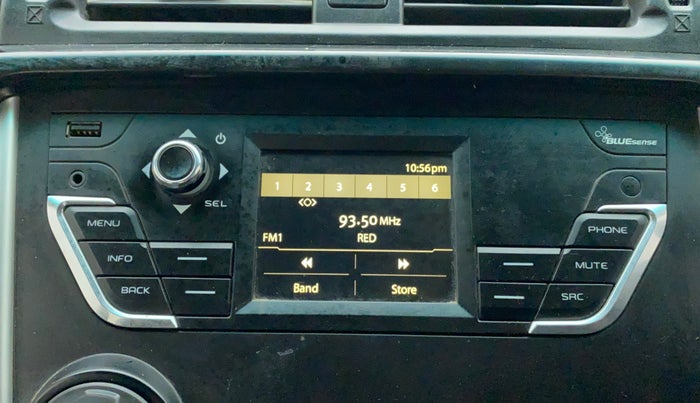 BLUEsense
10:56pm
1 2 3 4 5 6
SEL
93.50 MHz
FM1 RED
MENU
PHONE
INFO
MUTE
BACK
Band Store
SRC